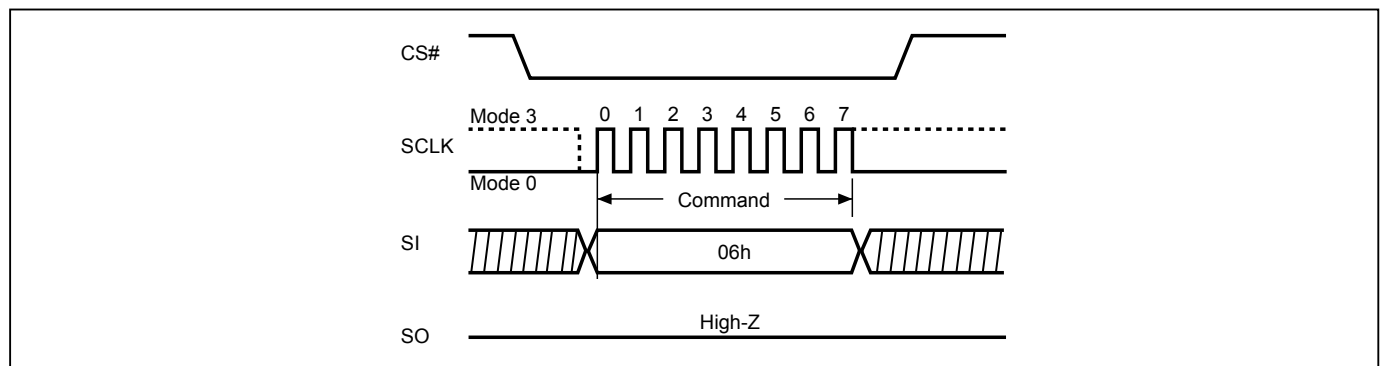 CS#
Mode 3
0 1 2 3 4 5 6 7
SCLK
Mode 0
Command
SI
06h
High-Z
SO